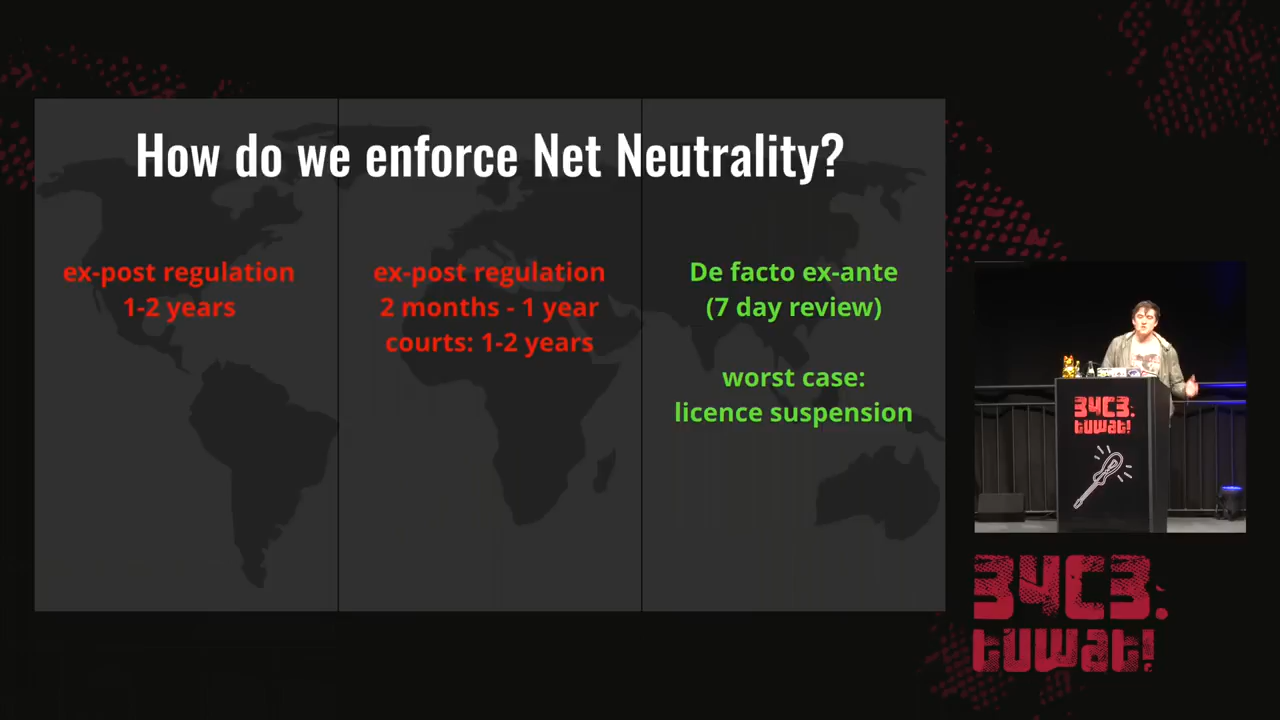 How do we enforce Net Neutrality?
ex-post regulation
1-2 years
ex-post regulation
2 months - 1 year
courts: 1-2 years
De facto ex-ante
(7 day review)
worst case:
licence suspension
34C3.
tuwat!
34C3.
tuwat!